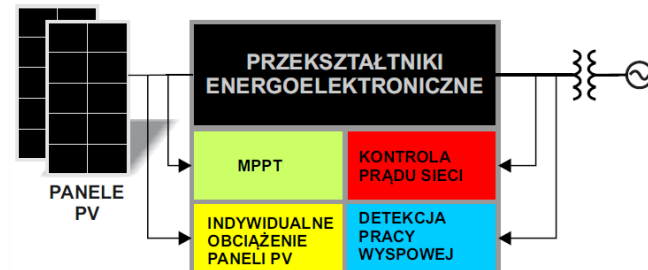 PRZEKSZTAŁTNIKI
ENERGOELEKTRONICZNE
MPPT
KONTROLA
PRĄDU SIECI
PANELE
PV
INDYWIDUALNE
OBCIĄŻENIE
PANELI PV
DETEKCJA
PRACY
WYSPOWEJ